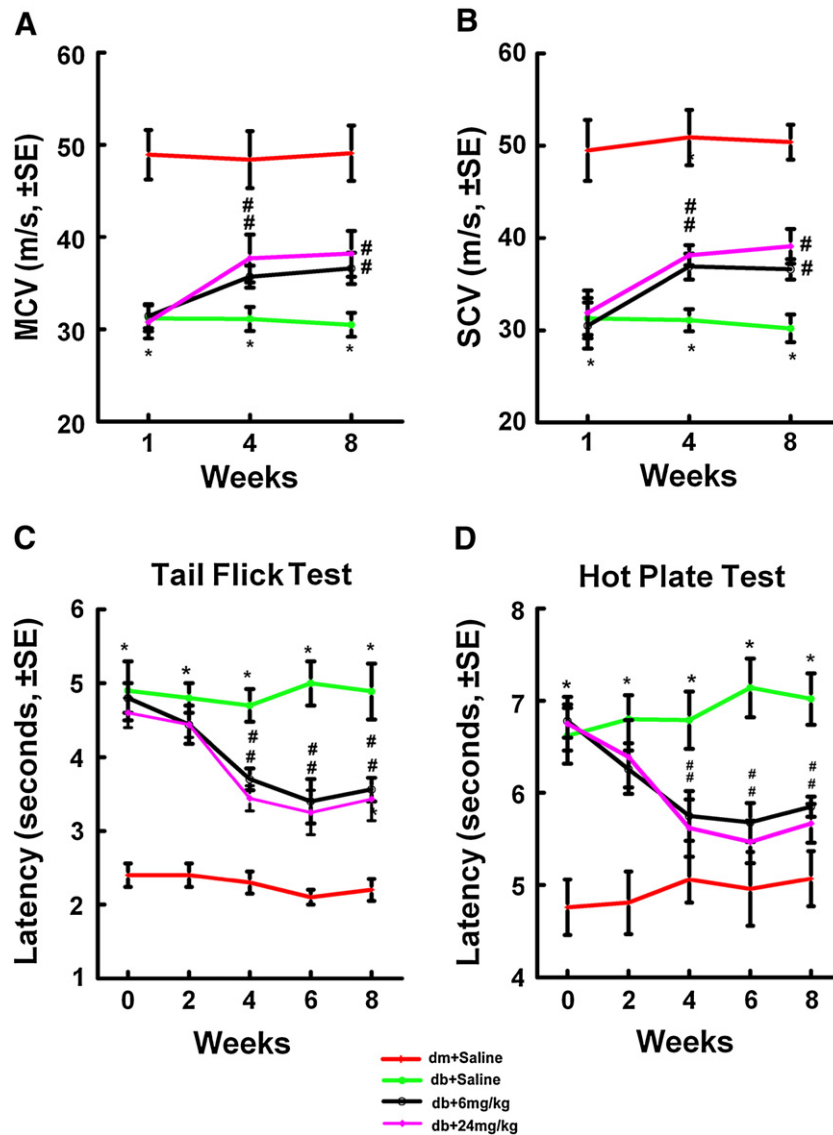 A
60
50
40
30
20
MCV (m/s, ±SE)
# #
# #
* * *
1 4 8
Weeks
B
60
50
40
30
20
SCV (m/s, ±SE)
*
# #
# #
* * *
1 4 8
Weeks
C
Tail Flick Test
6
5
4
3
2
1
Latency (seconds, ±SE)
* * * * *
# # #
# # #
*
0 2 4 6 8
Weeks
D
Hot Plate Test
8
7
6
5
4
Latency (seconds, ±SE)
* * * * *
# # #
# # #
0 2 4 6 8
Weeks
dm+Saline
db+Saline
db+6mg/kg
db+24mg/kg